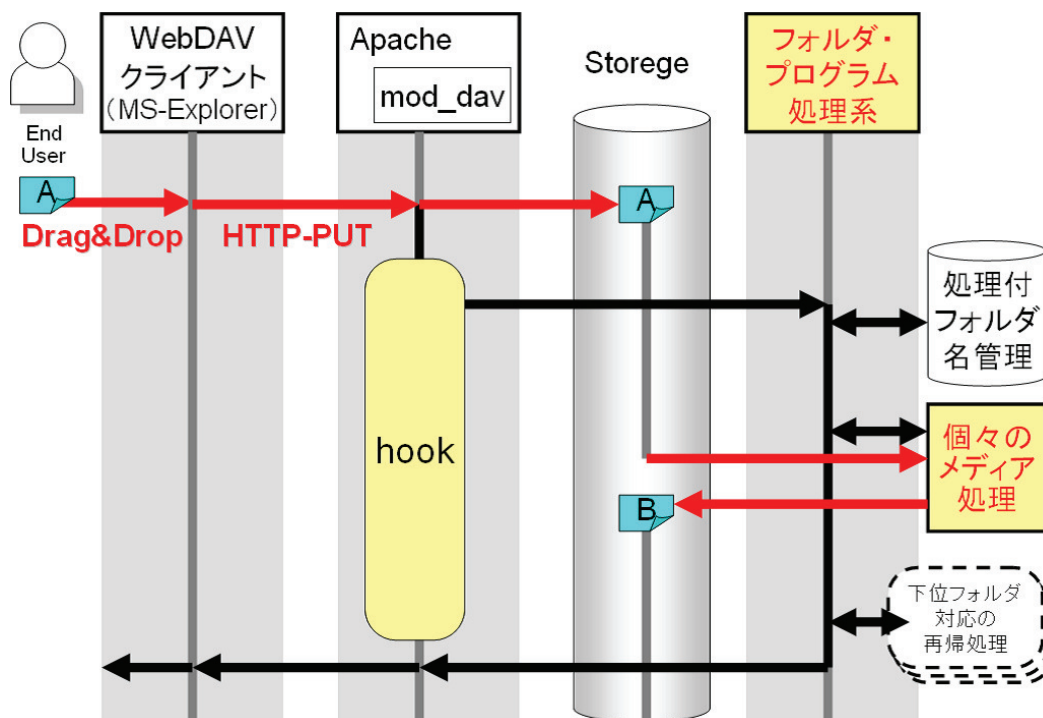 WebDAV
クライアント
(MS-Explorer)
Apache
mod_dav
Storege
フォルダ・
プログラム
処理系
End
User
A
A
Drag&Drop
HTTP-PUT
処理付
フォルダ
名管理
hook
個々の
メディア
処理
B
下位フォルダ
対応の
再帰処理